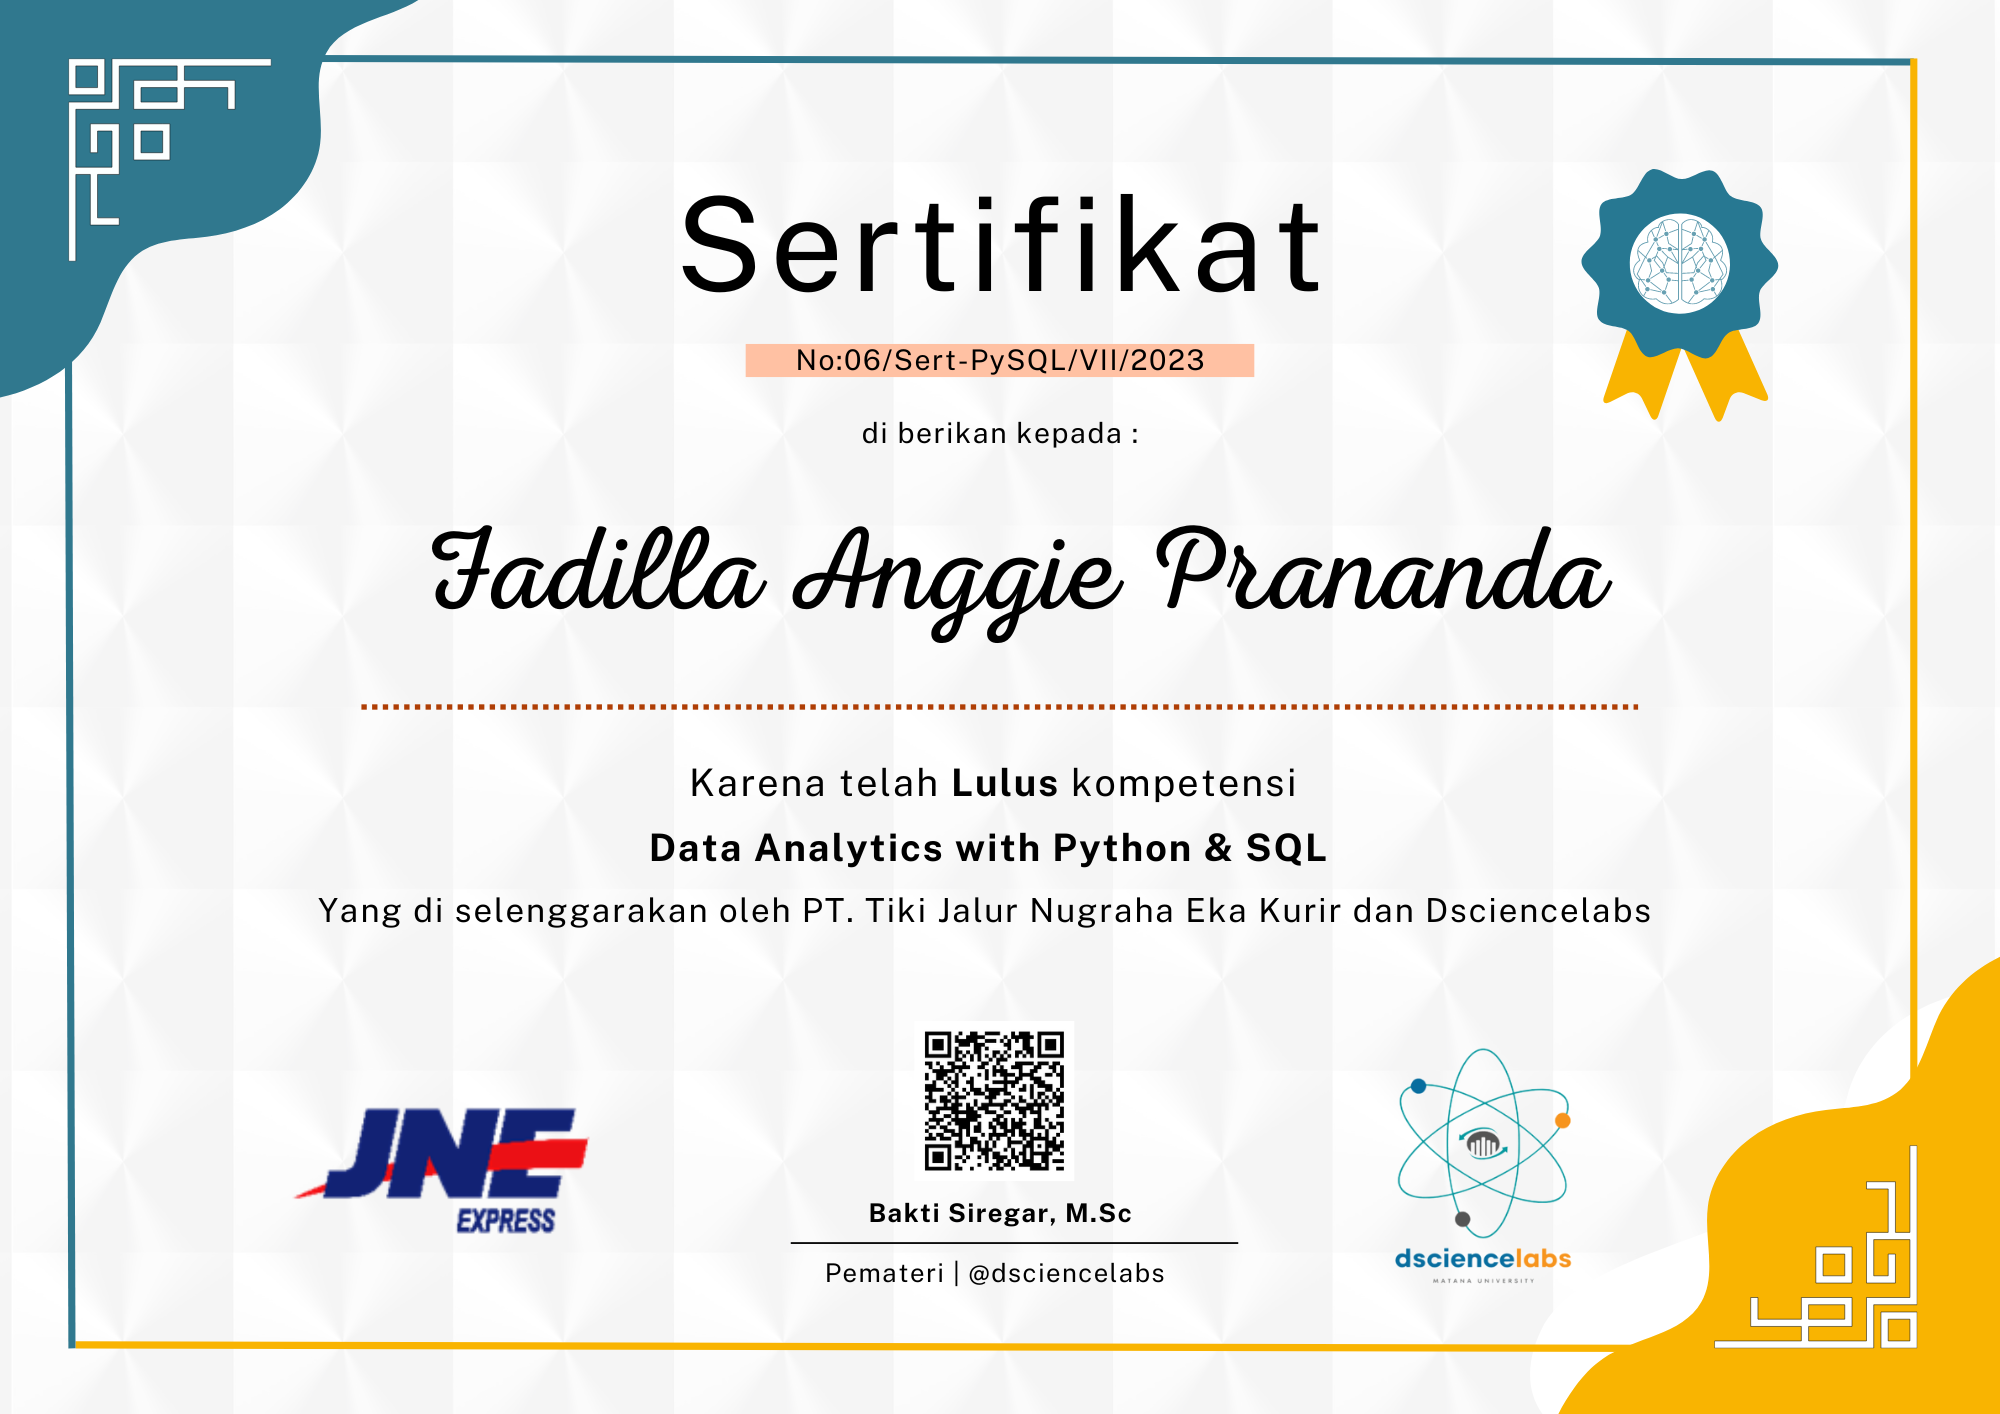 Sertifikat
No:06/Sert-PySQL/VII/2023
di berikan kepada :
Fadilla Anggie Prananda
Karena telah Lulus kompetensi
Data Analytics with Python & SQL
Yang di selenggarakan oleh PT. Tiki Jalur Nugraha Eka Kurir dan Dsciencelabs
JNE
EXPRESS
Bakti Siregar, M.Sc
Pemateri | @dsciencelabs
dsciencelabs
MATANA UNIVERSITY